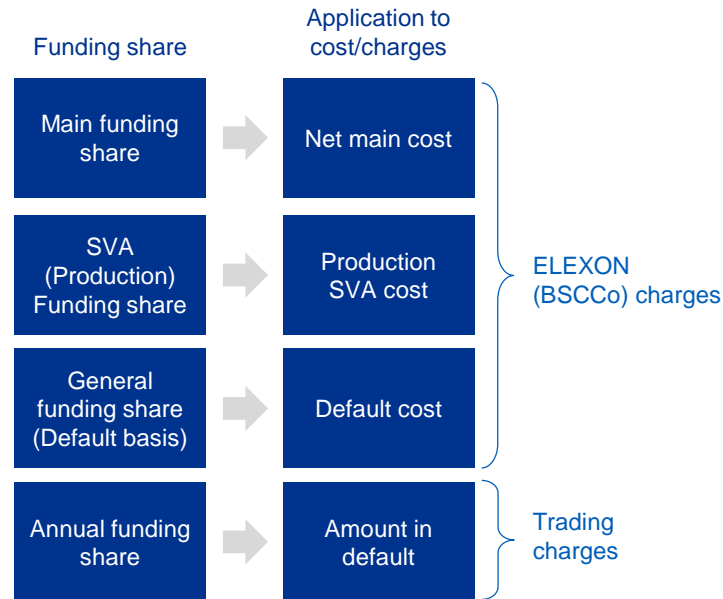 Funding share
Application to
cost/charges
Main funding
share
Net main cost
SVA
(Production)
Funding share
Production
SVA cost
ELEXON
(BSCCo) charges
General
funding share
(Default basis)
Default cost
Annual funding
share
Amount in
default
Trading
charges